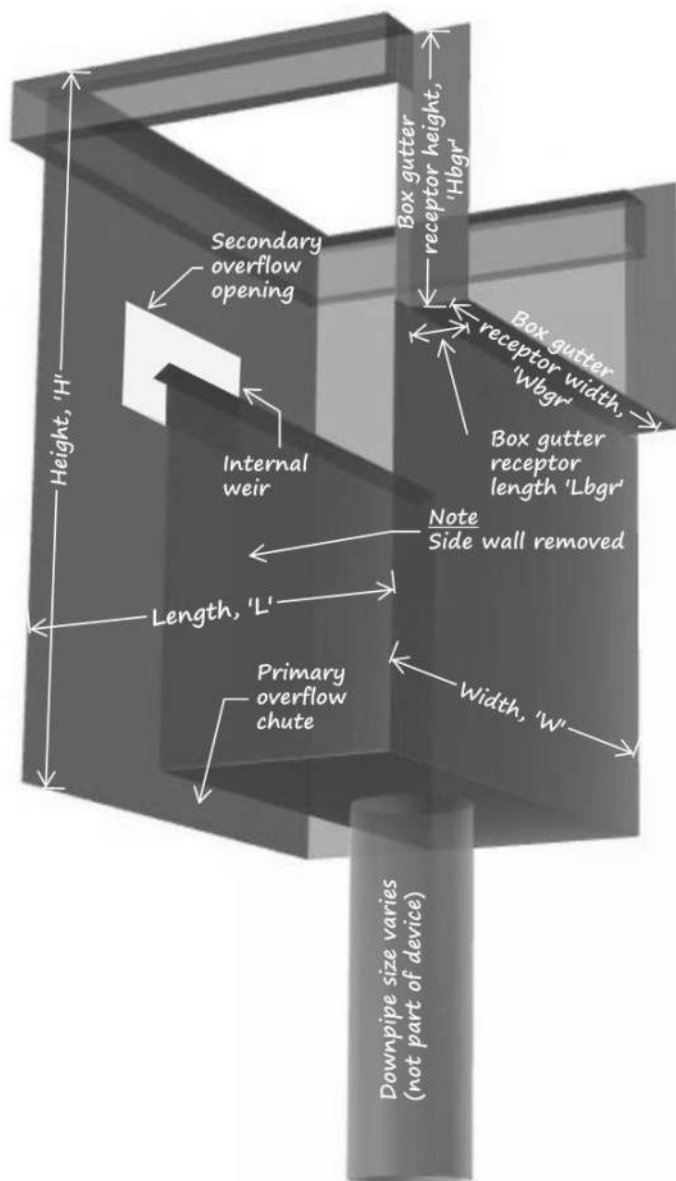 Box gutter
receptor height,
'Hbgr'
Secondary
overflow
opening
Box gutter
receptor width,
'Wbgr'
Height, 'H'
Internal
weir
Box gutter
receptor
length 'Lbgr'
Note
Side wall removed
Length, 'L'
Primary
overflow
chute
Width, 'W'
Downpipe size varies
(not part of device)